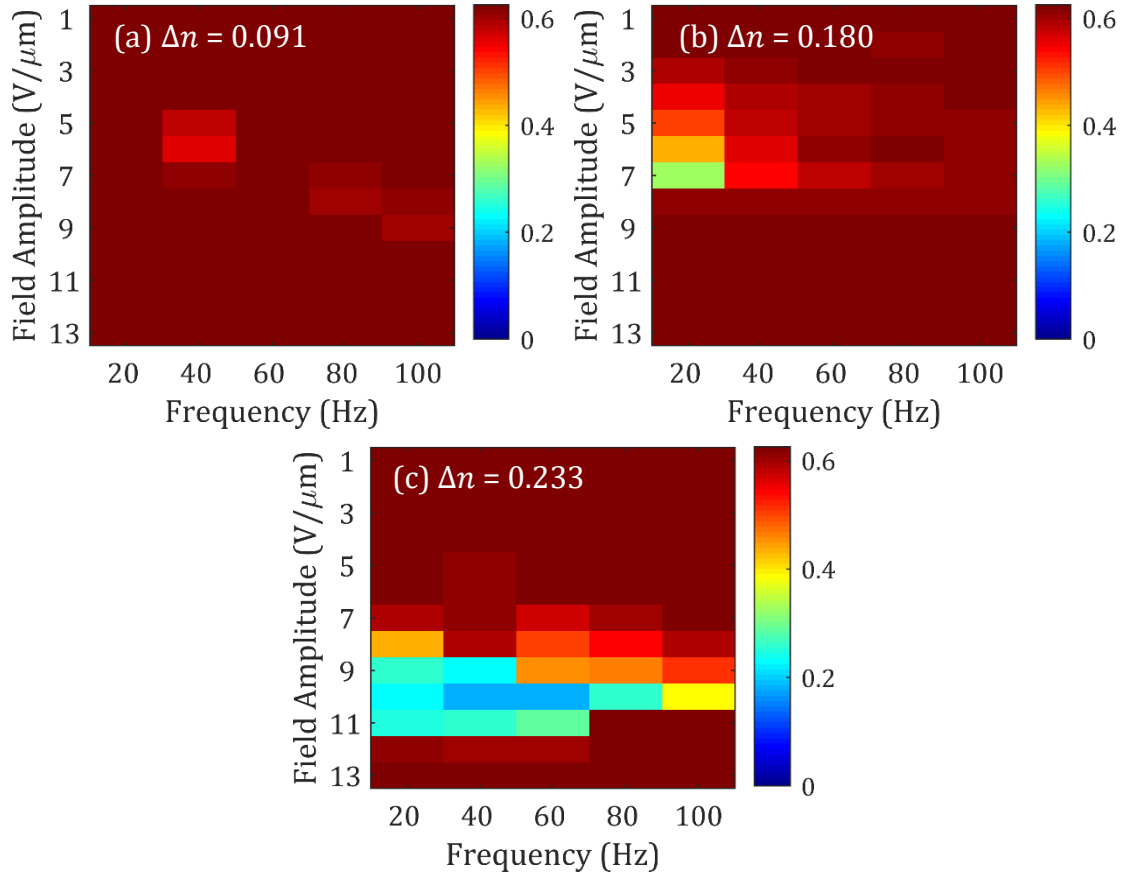 (a) Δn = 0.091
Field Amplitude (V/μm)
1
3
5
7
9
11
13
20 40 60 80 100
Frequency (Hz)
0.6
0.4
0.2
0
(b) Δn = 0.180
Field Amplitude (V/μm)
1
3
5
7
9
11
13
20 40 60 80 100
Frequency (Hz)
0.6
0.4
0.2
0
(c) Δn = 0.233
Field Amplitude (V/μm)
1
3
5
7
9
11
13
20 40 60 80 100
Frequency (Hz)
0.6
0.4
0.2
0